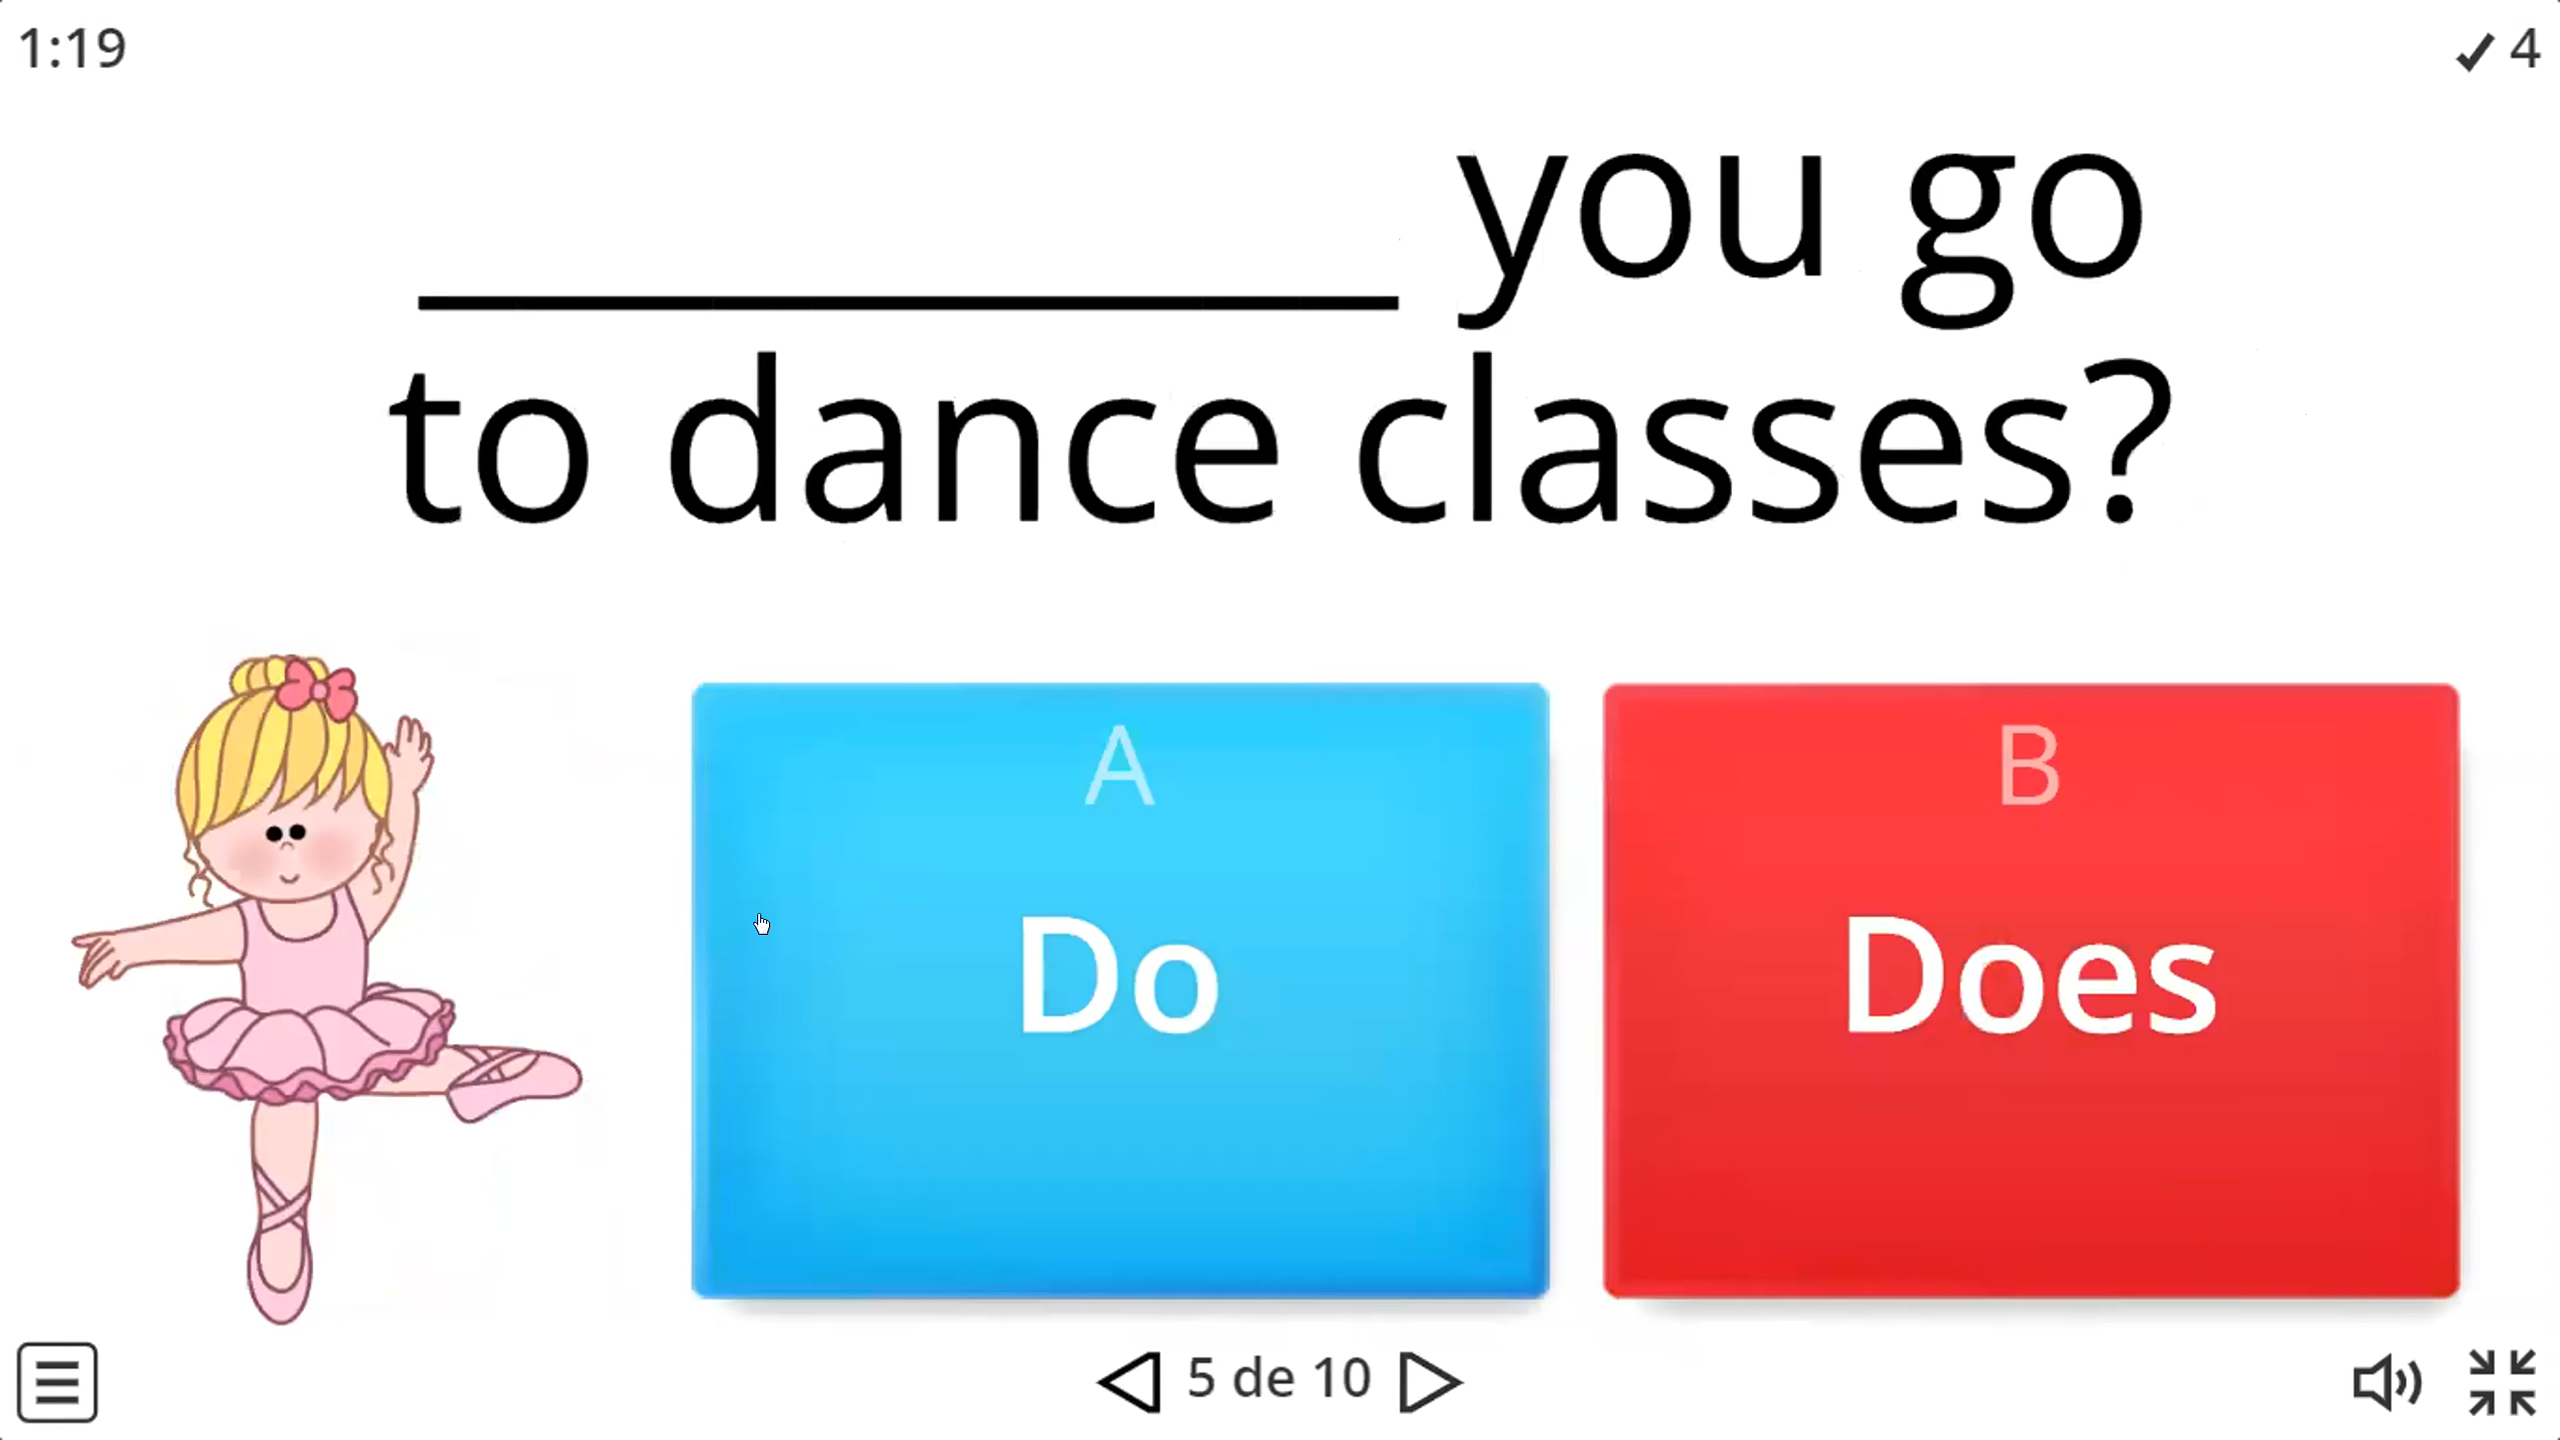 1:19
✓ 4
__________ you go
to dance classes?
A
Do
B
Does
5 de 10